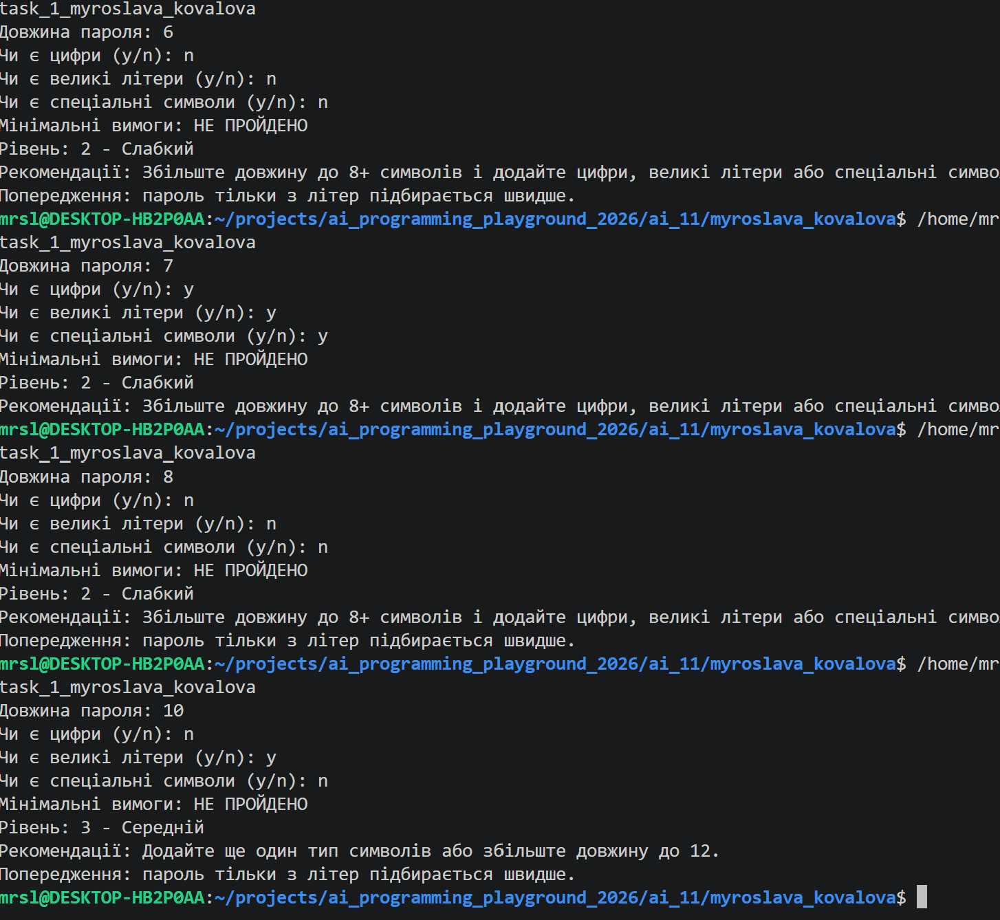 task_1_myroslava_kovalova
Довжина пароля: 6
Чи є цифри (y/n): n
Чи є великі літери (y/n): n
Чи є спеціальні символи (y/n): n
Мінімальні вимоги: НЕ ПРОЙДЕНО
Рівень: 2 - Слабкий
Рекомендації: Збільште довжину до 8+ символів і додайте цифри, великі літери або спеціальні симво
Попередження: пароль тільки з літер підбирається швидше.
mrsl@DESKTOP-HB2P0AA:~/projects/ai_programming_playground_2026/ai_11/myroslava_kovalova$ /home/mr
task_1_myroslava_kovalova
Довжина пароля: 7
Чи є цифри (y/n): y
Чи є великі літери (y/n): y
Чи є спеціальні символи (y/n): y
Мінімальні вимоги: НЕ ПРОЙДЕНО
Рівень: 2 - Слабкий
Рекомендації: Збільште довжину до 8+ символів і додайте цифри, великі літери або спеціальні симво
mrsl@DESKTOP-HB2P0AA:~/projects/ai_programming_playground_2026/ai_11/myroslava_kovalova$ /home/mr
task_1_myroslava_kovalova
Довжина пароля: 8
Чи є цифри (y/n): n
Чи є великі літери (y/n): n
Чи є спеціальні символи (y/n): n
Мінімальні вимоги: НЕ ПРОЙДЕНО
Рівень: 2 - Слабкий
Рекомендації: Збільште довжину до 8+ символів і додайте цифри, великі літери або спеціальні симво
Попередження: пароль тільки з літер підбирається швидше.
mrsl@DESKTOP-HB2P0AA:~/projects/ai_programming_playground_2026/ai_11/myroslava_kovalova$ /home/mr
task_1_myroslava_kovalova
Довжина пароля: 10
Чи є цифри (y/n): n
Чи є великі літери (y/n): y
Чи є спеціальні символи (y/n): n
Мінімальні вимоги: НЕ ПРОЙДЕНО
Рівень: 3 - Середній
Рекомендації: Додайте ще один тип символів або збільште довжину до 12.
Попередження: пароль тільки з літер підбирається швидше.
mrsl@DESKTOP-HB2P0AA:~/projects/ai_programming_playground_2026/ai_11/myroslava_kovalova$